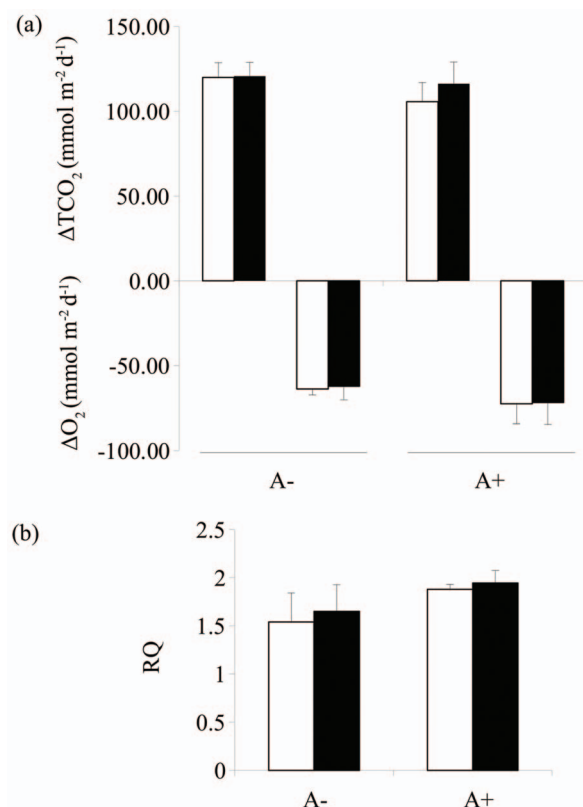 (a)
ΔTCO₂ (mmol m⁻² d⁻¹)
ΔO₂ (mmol m⁻² d⁻¹)
150.00
100.00
50.00
0.00
-50.00
-100.00
A- A+
(b)
RQ
2.5
2
1.5
1
0.5
0
A- A+